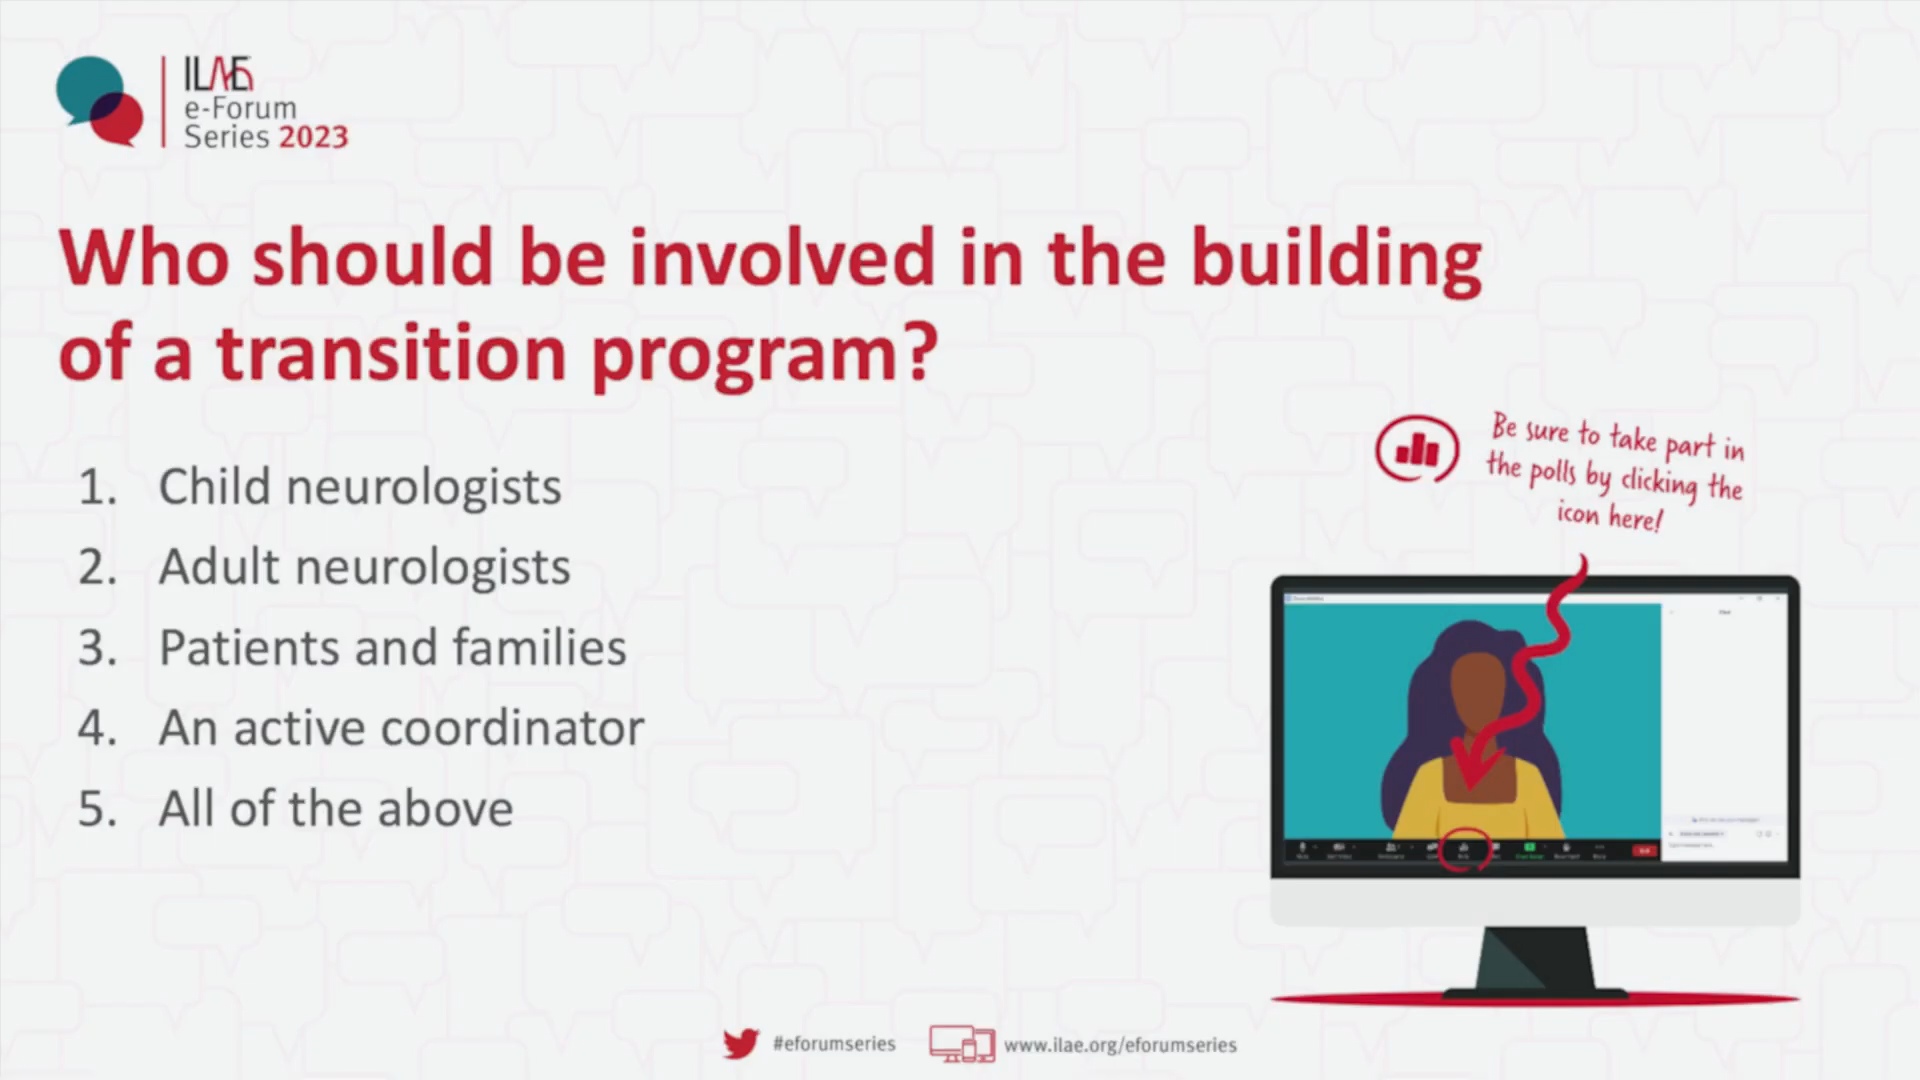 ILAE
e-Forum
Series 2023
Who should be involved in the building
of a transition program?
1. Child neurologists
2. Adult neurologists
3. Patients and families
4. An active coordinator
5. All of the above
Be sure to take part in
the polls by clicking the
icon here!
#eforumseries
www.ilae.org/eforumseries